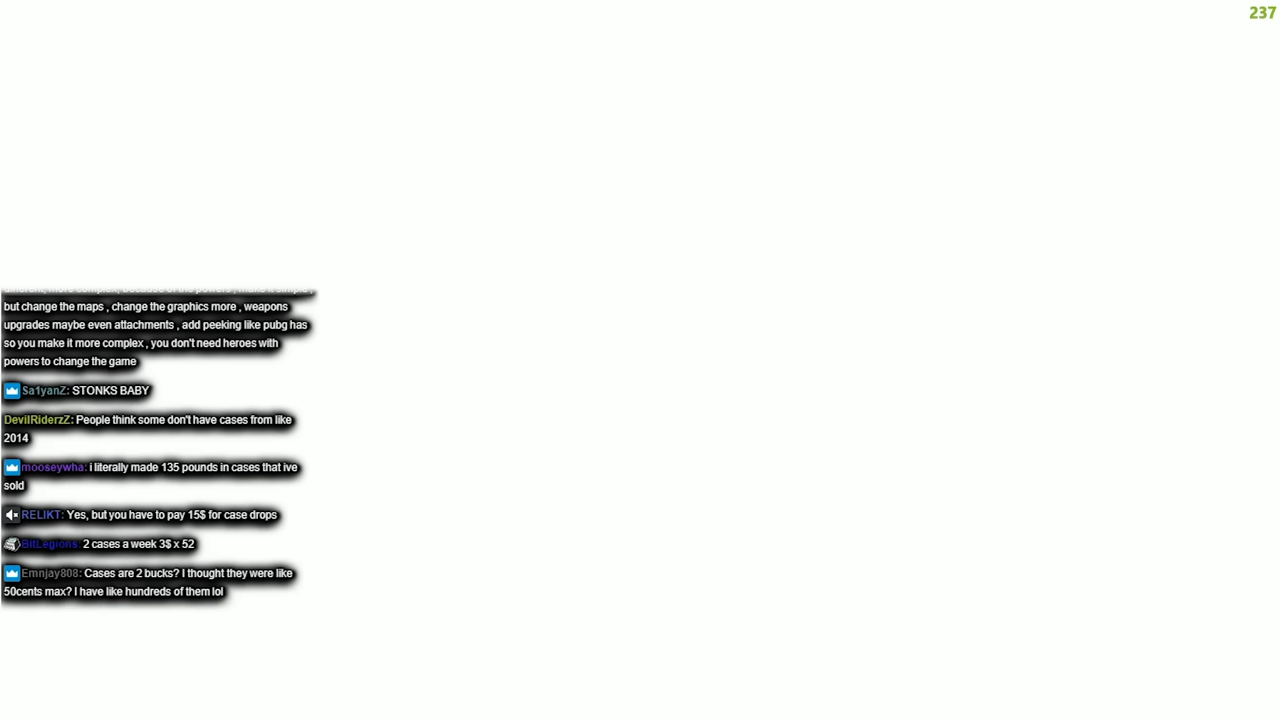 237
but change the maps , change the graphics more , weapons
upgrades maybe even attachments , add peeking like pubg has
so you make it more complex , you don't need heroes with
powers to change the game
Sa1yanZ: STONKS BABY
DevilRiderzZ: People think some don't have cases from like
2014
mooseywha: i literally made 135 pounds in cases that ive
sold
RELIKT: Yes, but you have to pay 15$ for case drops
BitLegions: 2 cases a week 3$ x 52
Emnjay808: Cases are 2 bucks? I thought they were like
50cents max? I have like hundreds of them lol